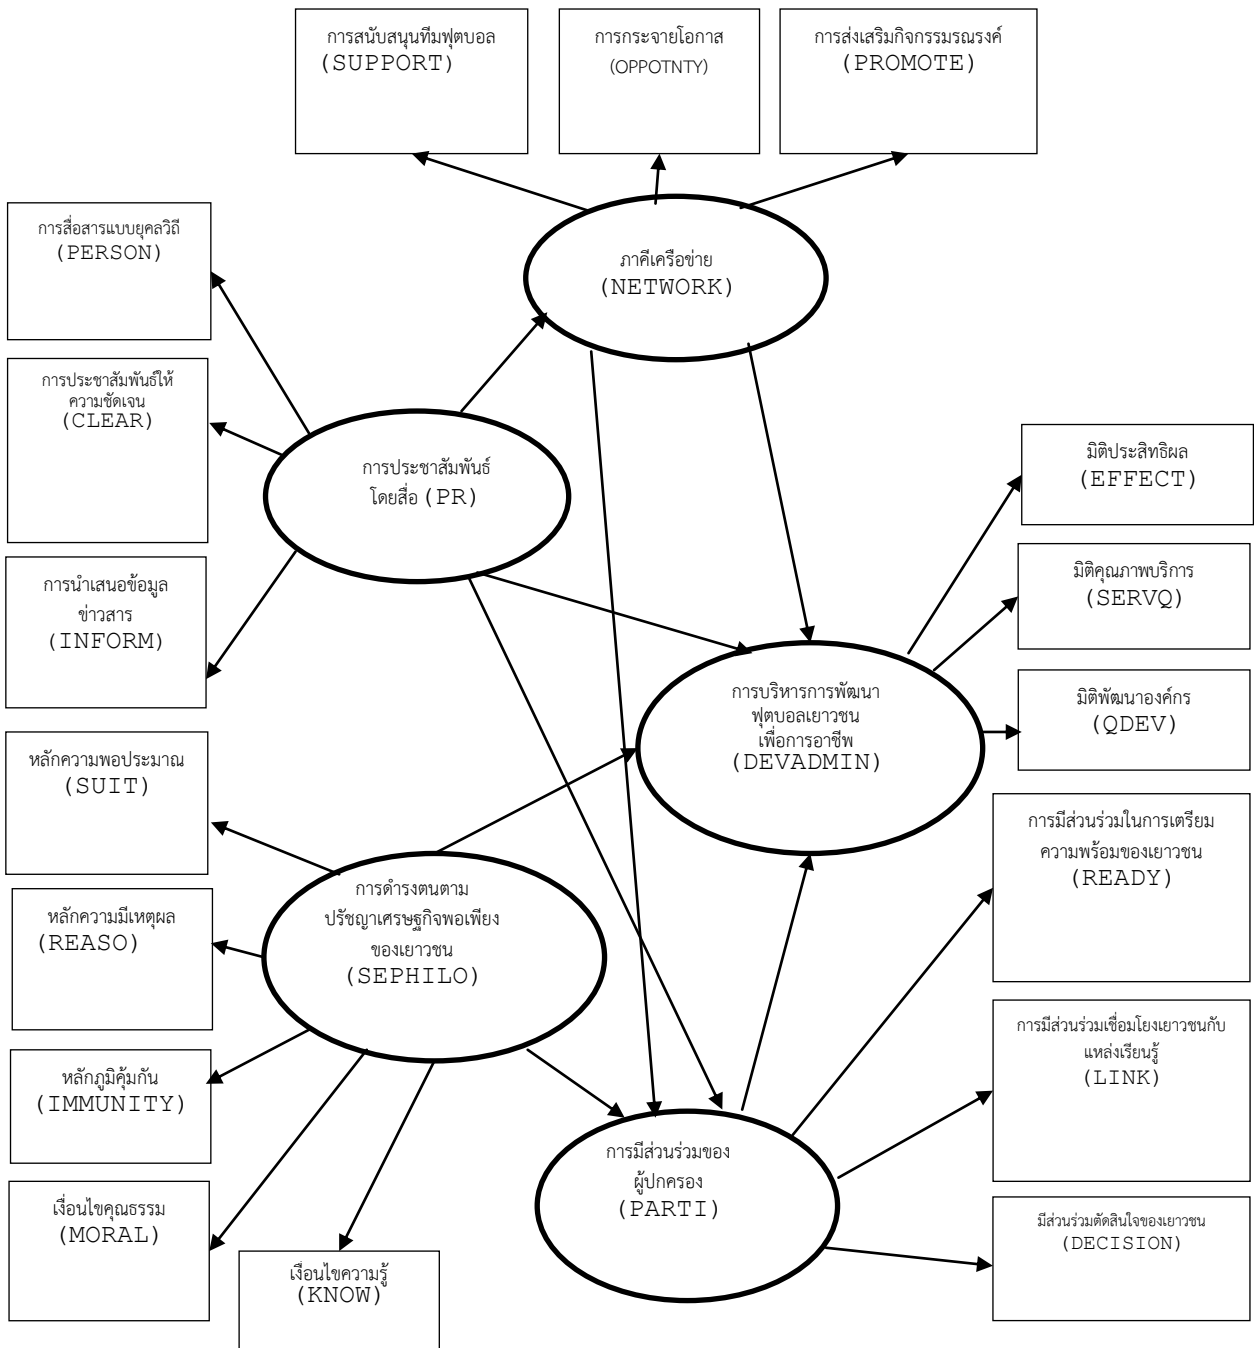 การสนับสนุนทีมฟุตบอล
(SUPPORT)
การกระจายโอกาส
(OPPOTNTY)
การส่งเสริมกิจกรรมรณรงค์
(PROMOTE)
การสื่อสารแบบยุคลวิถี
(PERSON)
ภาคีเครือข่าย
(NETWORK)
การประชาสัมพันธ์ให้
ความชัดเจน
(CLEAR)
การประชาสัมพันธ์
โดยสื่อ (PR)
มิติประสิทธิผล
(EFFECT)
การนำเสนอข้อมูล
ข่าวสาร
(INFORM)
มิติคุณภาพบริการ
(SERVQ)
การบริหารการพัฒนา
ฟุตบอลเยาวชน
เพื่อการอาชีพ
(DEVADMIN)
มิติพัฒนาองค์กร
(QDEV)
หลักความพอประมาณ
(SUIT)
การมีส่วนร่วมในการเตรียม
ความพร้อมของเยาวชน
(READY)
การดำรงตนตาม
ปรัชญาเศรษฐกิจพอเพียง
ของเยาวชน
(SEPHILO)
หลักความมีเหตุผล
(REASO)
การมีส่วนร่วมเชื่อมโยงเยาวชนกับ
แหล่งเรียนรู้
(LINK)
หลักภูมิคุ้มกัน
(IMMUNITY)
การมีส่วนร่วมของ
ผู้ปกครอง
(PARTI)
เงื่อนไขคุณธรรม
(MORAL)
มีส่วนร่วมตัดสินใจของเยาวชน
(DECISION)
เงื่อนไขความรู้
(KNOW)